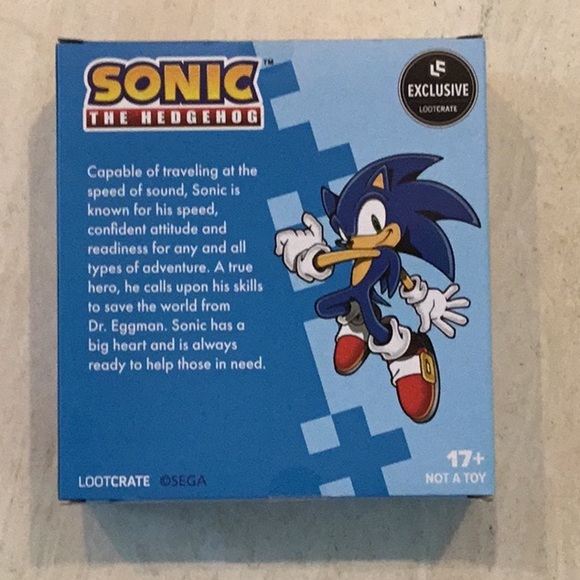 SONIC™
THE HEDGEHOG
EXCLUSIVE
LOOTCRATE
Capable of traveling at the
speed of sound, Sonic is
known for his speed,
confident attitude and
readiness for any and all
types of adventure. A true
hero, he calls upon his skills
to save the world from
Dr. Eggman. Sonic has a
big heart and is always
ready to help those in need.
LOOTCRATE ©SEGA
17+
NOT A TOY